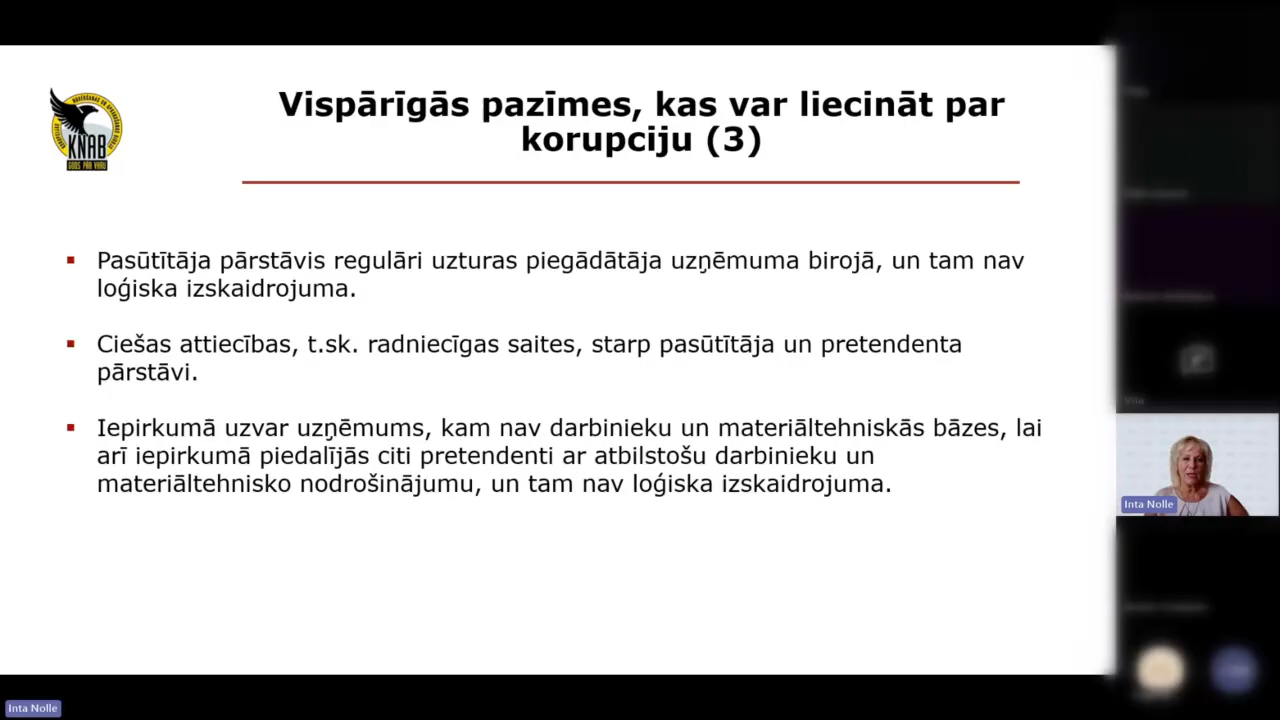 KNAB
GODS PAR VARU
Vispārīgās pazīmes, kas var liecināt par
korupciju (3)
▪ Pasūtītāja pārstāvis regulāri uzturas piegādātāja uzņēmuma birojā, un tam nav
loģiska izskaidrojuma.
▪ Ciešas attiecības, t.sk. radniecīgas saites, starp pasūtītāja un pretendenta
pārstāvi.
▪ Iepirkumā uzvar uzņēmums, kam nav darbinieku un materiāltehniskās bāzes, lai
arī iepirkumā piedalījās citi pretendenti ar atbilstošu darbinieku un
materiāltehnisko nodrošinājumu, un tam nav loģiska izskaidrojuma.
Inta Nolle
Inta Nolle